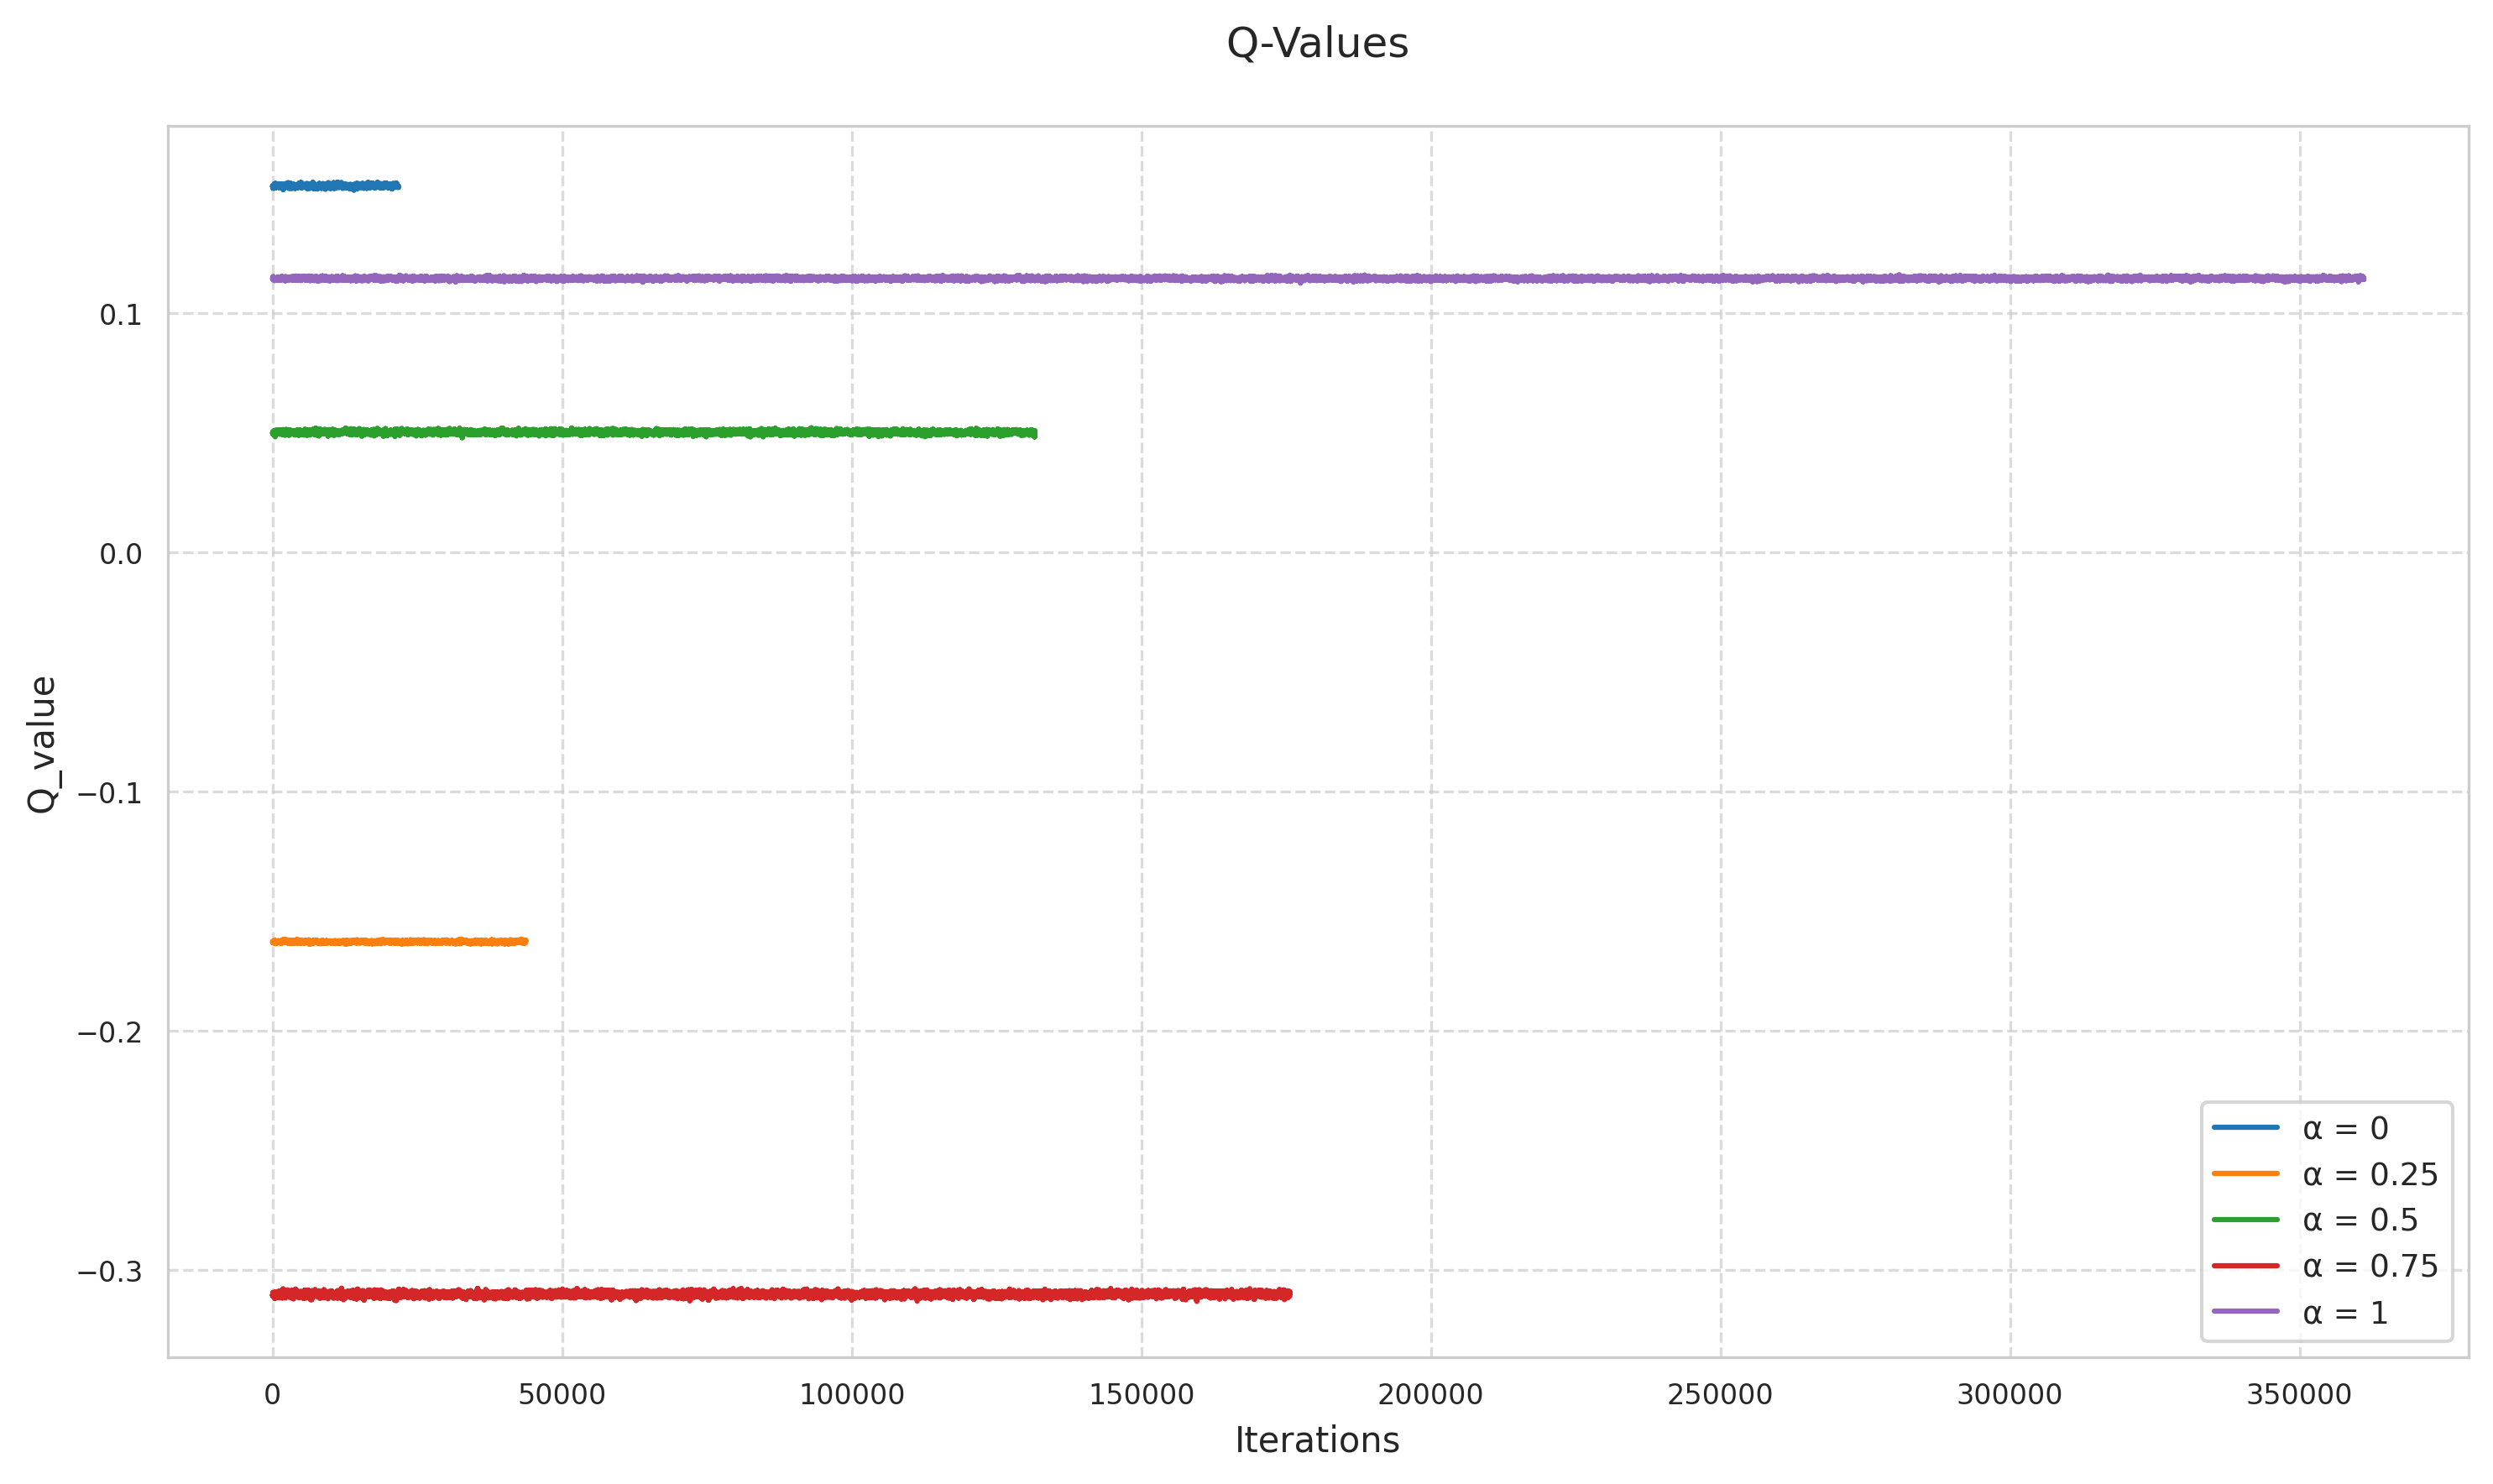 Q-Values
Q_value
0.1
0.0
−0.1
−0.2
−0.3
0
50000
100000
150000
200000
250000
300000
350000
Iterations
α = 0
α = 0.25
α = 0.5
α = 0.75
α = 1